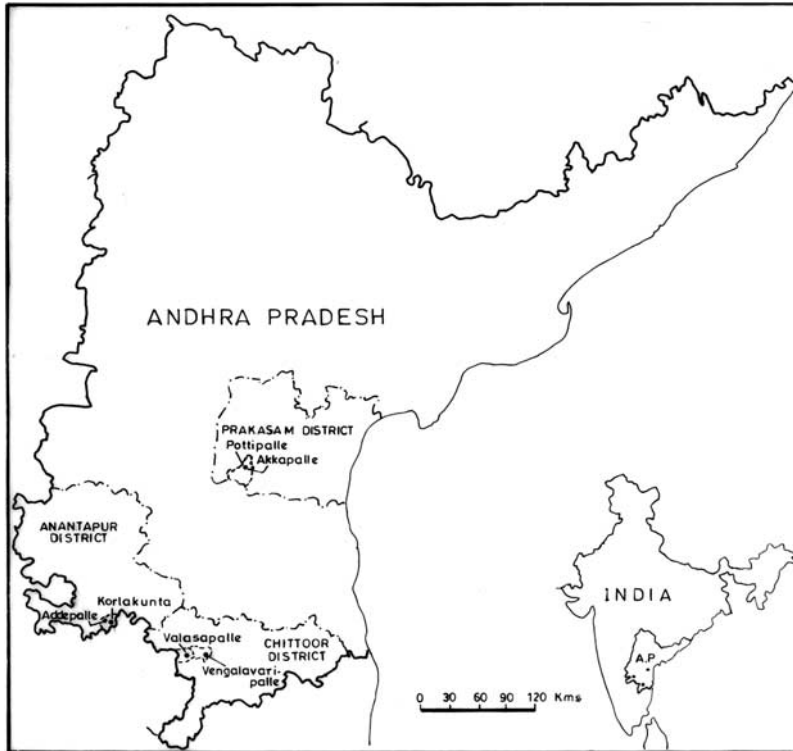 ANDHRA PRADESH
PRAKASAM DISTRICT
Pottipalle
Akkapalle
ANANTAPUR
DISTRICT
Korlakunta
Addepalle
Valasapalle
CHITTOOR
DISTRICT
Vengalavari-
palle
INDIA
A.P
0 30 60 90 120 Kms